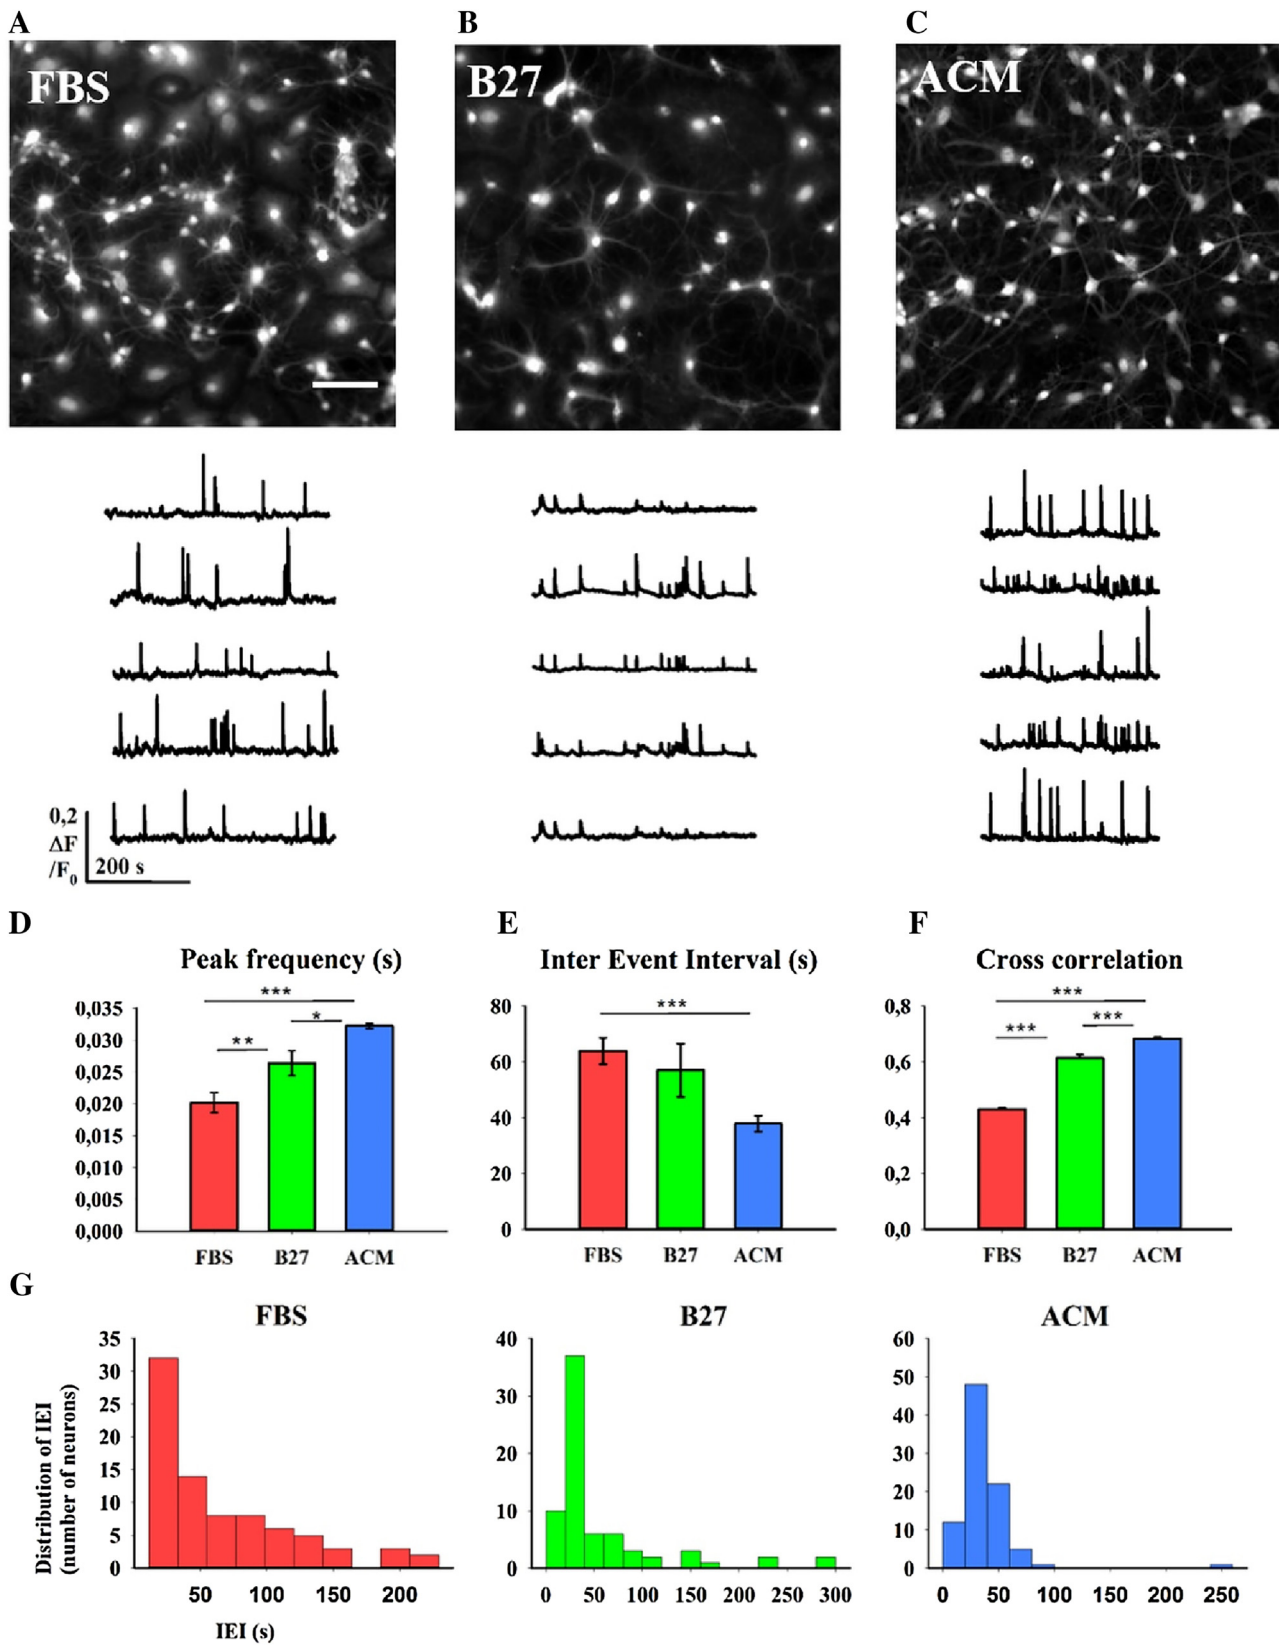 A
B
C
FBS
B27
ACM
0,2
ΔF
/F0
200 s
D
E
F
Peak frequency (s)
Inter Event Interval (s)
Cross correlation
***
**
*
0,035
0,030
0,025
0,020
0,015
0,010
0,005
0,000
FBS
B27
ACM
***
80
60
40
20
0
FBS
B27
ACM
***
***
***
0,8
0,6
0,4
0,2
0,0
FBS
B27
ACM
G
FBS
B27
ACM
Distribution of IEI
(number of neurons)
35
30
25
20
15
10
5
0
50
100
150
200
IEI (s)
40
30
20
10
0
0
50
100
150
200
250
300
60
50
40
30
20
10
0
0
50
100
150
200
250